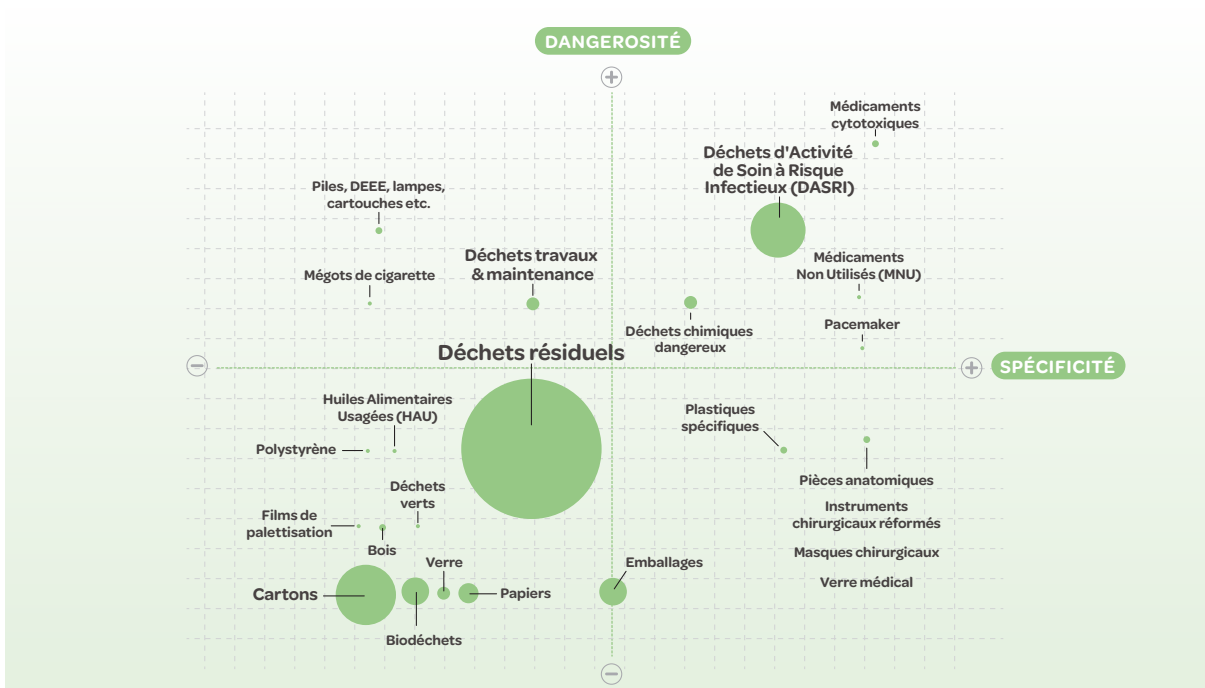 DANGEROSITÉ
Médicaments
cytotoxiques
Déchets d'Activité
de Soin à Risque
Infectieux (DASRI)
Piles, DEEE, lampes,
cartouches etc.
Déchets travaux
& maintenance
Médicaments
Non Utilisés (MNU)
Mégots de cigarette
Déchets chimiques
dangereux
Pacemaker
Déchets résiduels
SPÉCIFICITÉ
Huiles Alimentaires
Usagées (HAU)
Polystyrène
Plastiques
spécifiques
Pièces anatomiques
Déchets
verts
Instruments
chirurgicaux réformés
Films de
palettisation
Bois
Masques chirurgicaux
Verre
Emballages
Verre médical
Cartons
Papiers
Biodéchets